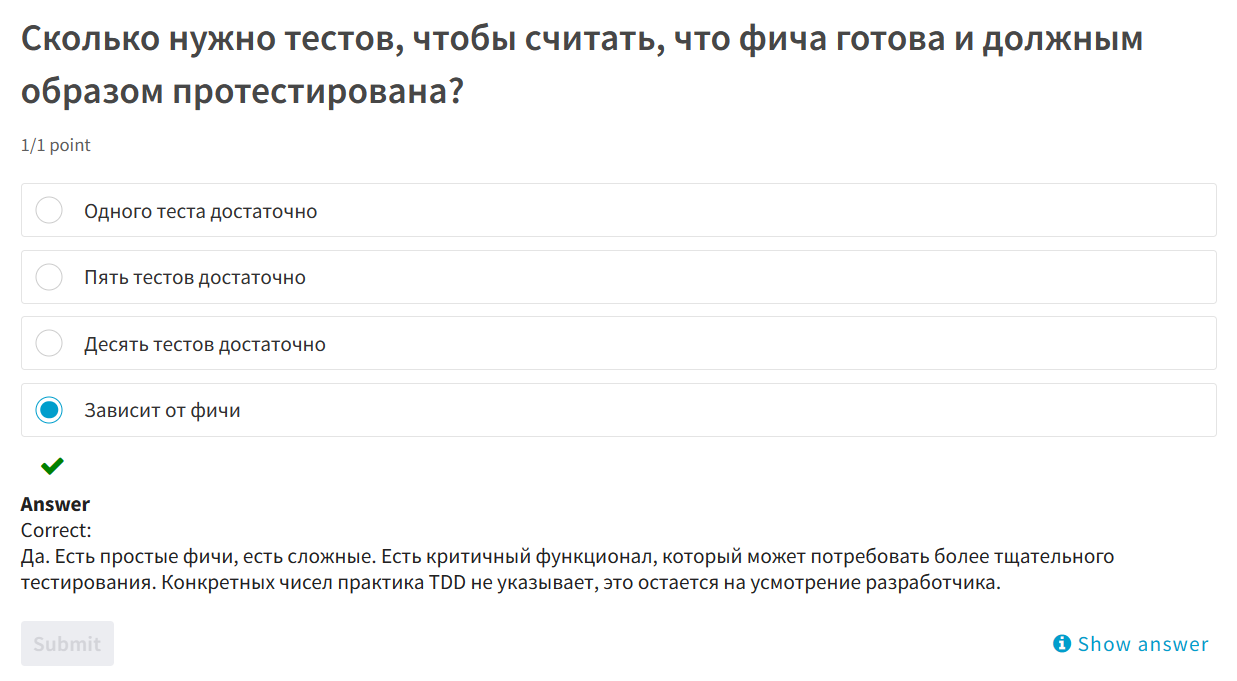 Сколько нужно тестов, чтобы считать, что фича готова и должным
образом протестирована?
1/1 point
Одного теста достаточно
Пять тестов достаточно
Десять тестов достаточно
Зависит от фичи
Answer
Correct:
Да. Есть простые фичи, есть сложные. Есть критичный функционал, который может потребовать более тщательного
тестирования. Конкретных чисел практика TDD не указывает, это остается на усмотрение разработчика.
Submit
Show answer